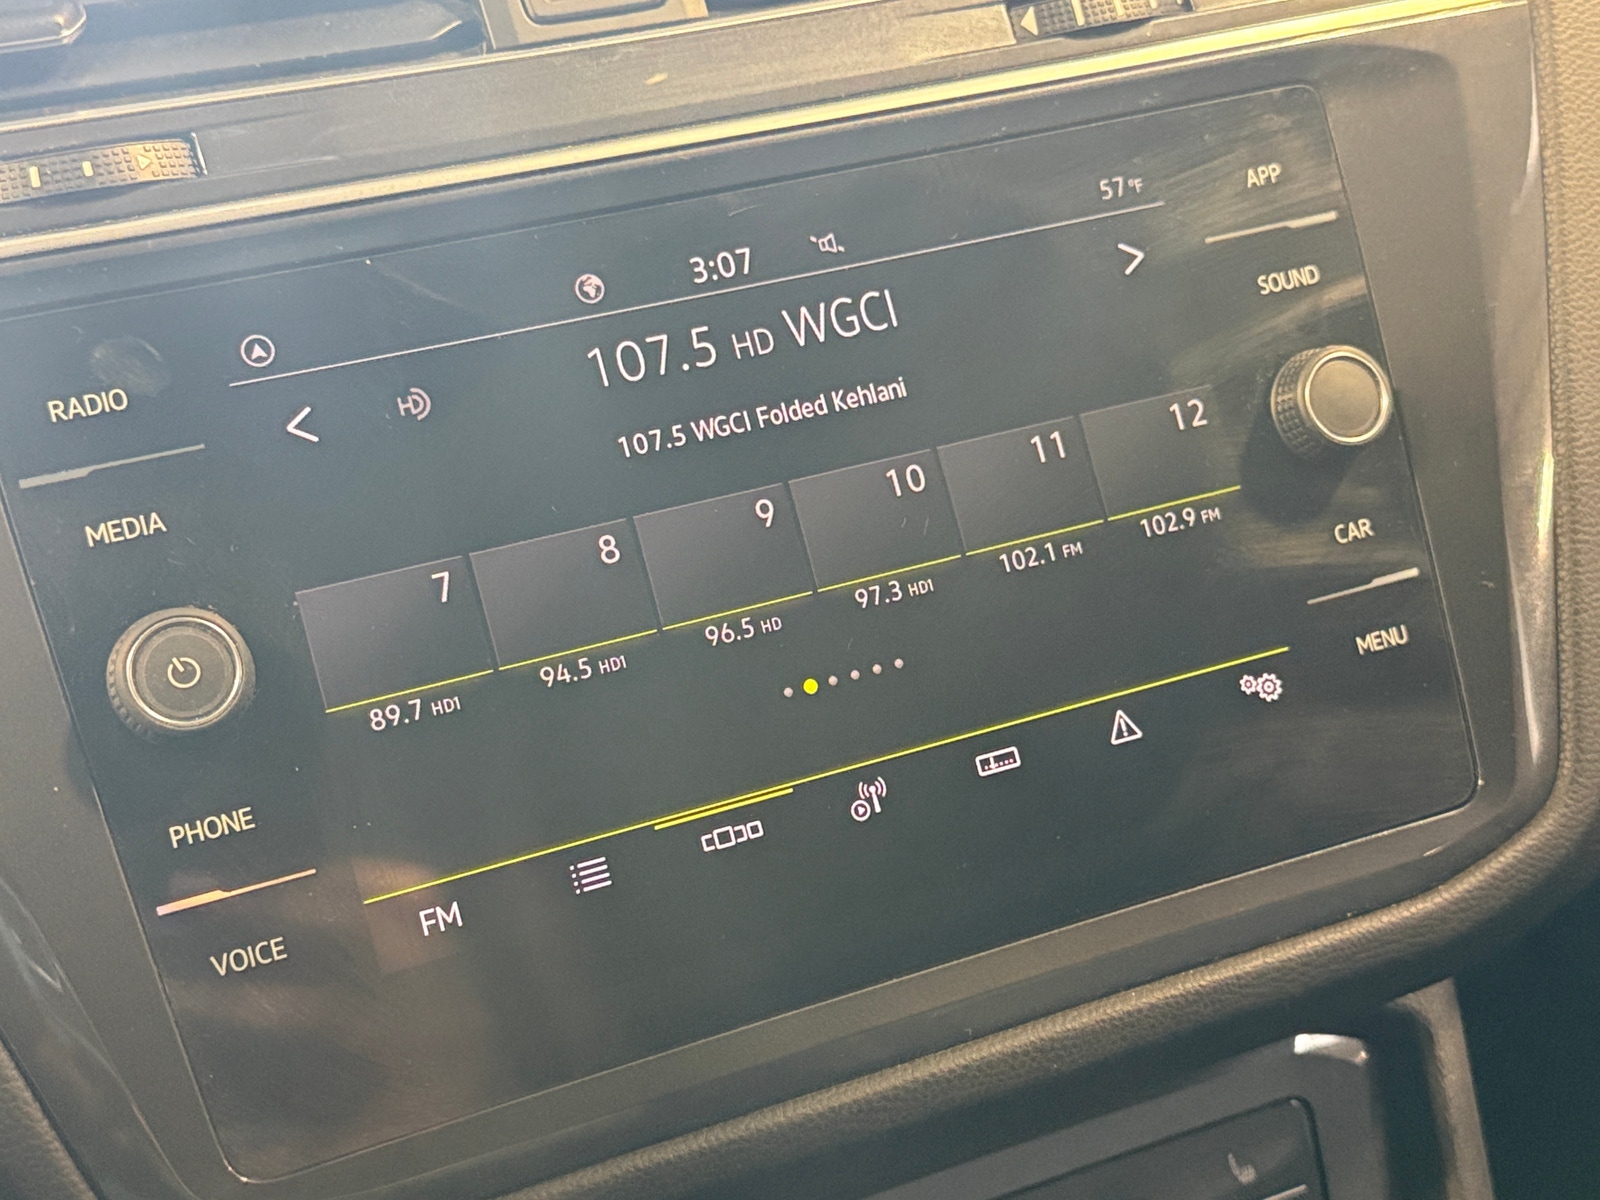 57°F
3:07
107.5 HD WGCI
107.5 WGCI Folded Kehlani
HD
7 8 9 10 11 12
89.7 HD1 94.5 HD1 96.5 HD 97.3 HD1 102.1 FM 102.9 FM
FM
RADIO
MEDIA
PHONE
VOICE
APP
SOUND
CAR
MENU